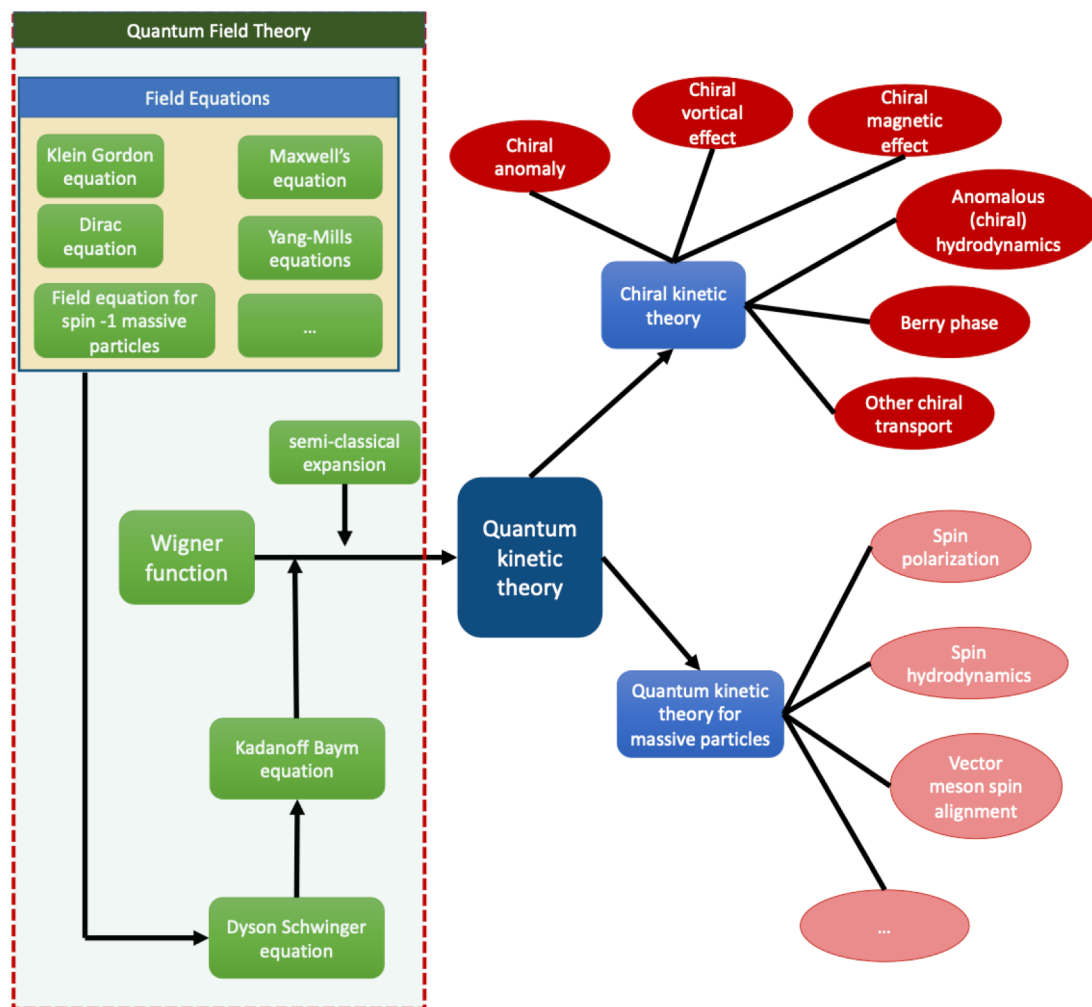 Quantum Field Theory
Field Equations
Klein Gordon
equation
Maxwell's
equation
Dirac
equation
Yang-Mills
equations
Field equation for
spin -1 massive
particles
...
semi-classical
expansion
Wigner
function
Kadanoff Baym
equation
Dyson Schwinger
equation
Quantum
kinetic
theory
Chiral
anomaly
Chiral
vortical
effect
Chiral
magnetic
effect
Anomalous
(chiral)
hydrodynamics
Chiral kinetic
theory
Berry phase
Other chiral
transport
Spin
polarization
Spin
hydrodynamics
Quantum kinetic
theory for
massive particles
Vector
meson spin
alignment
...